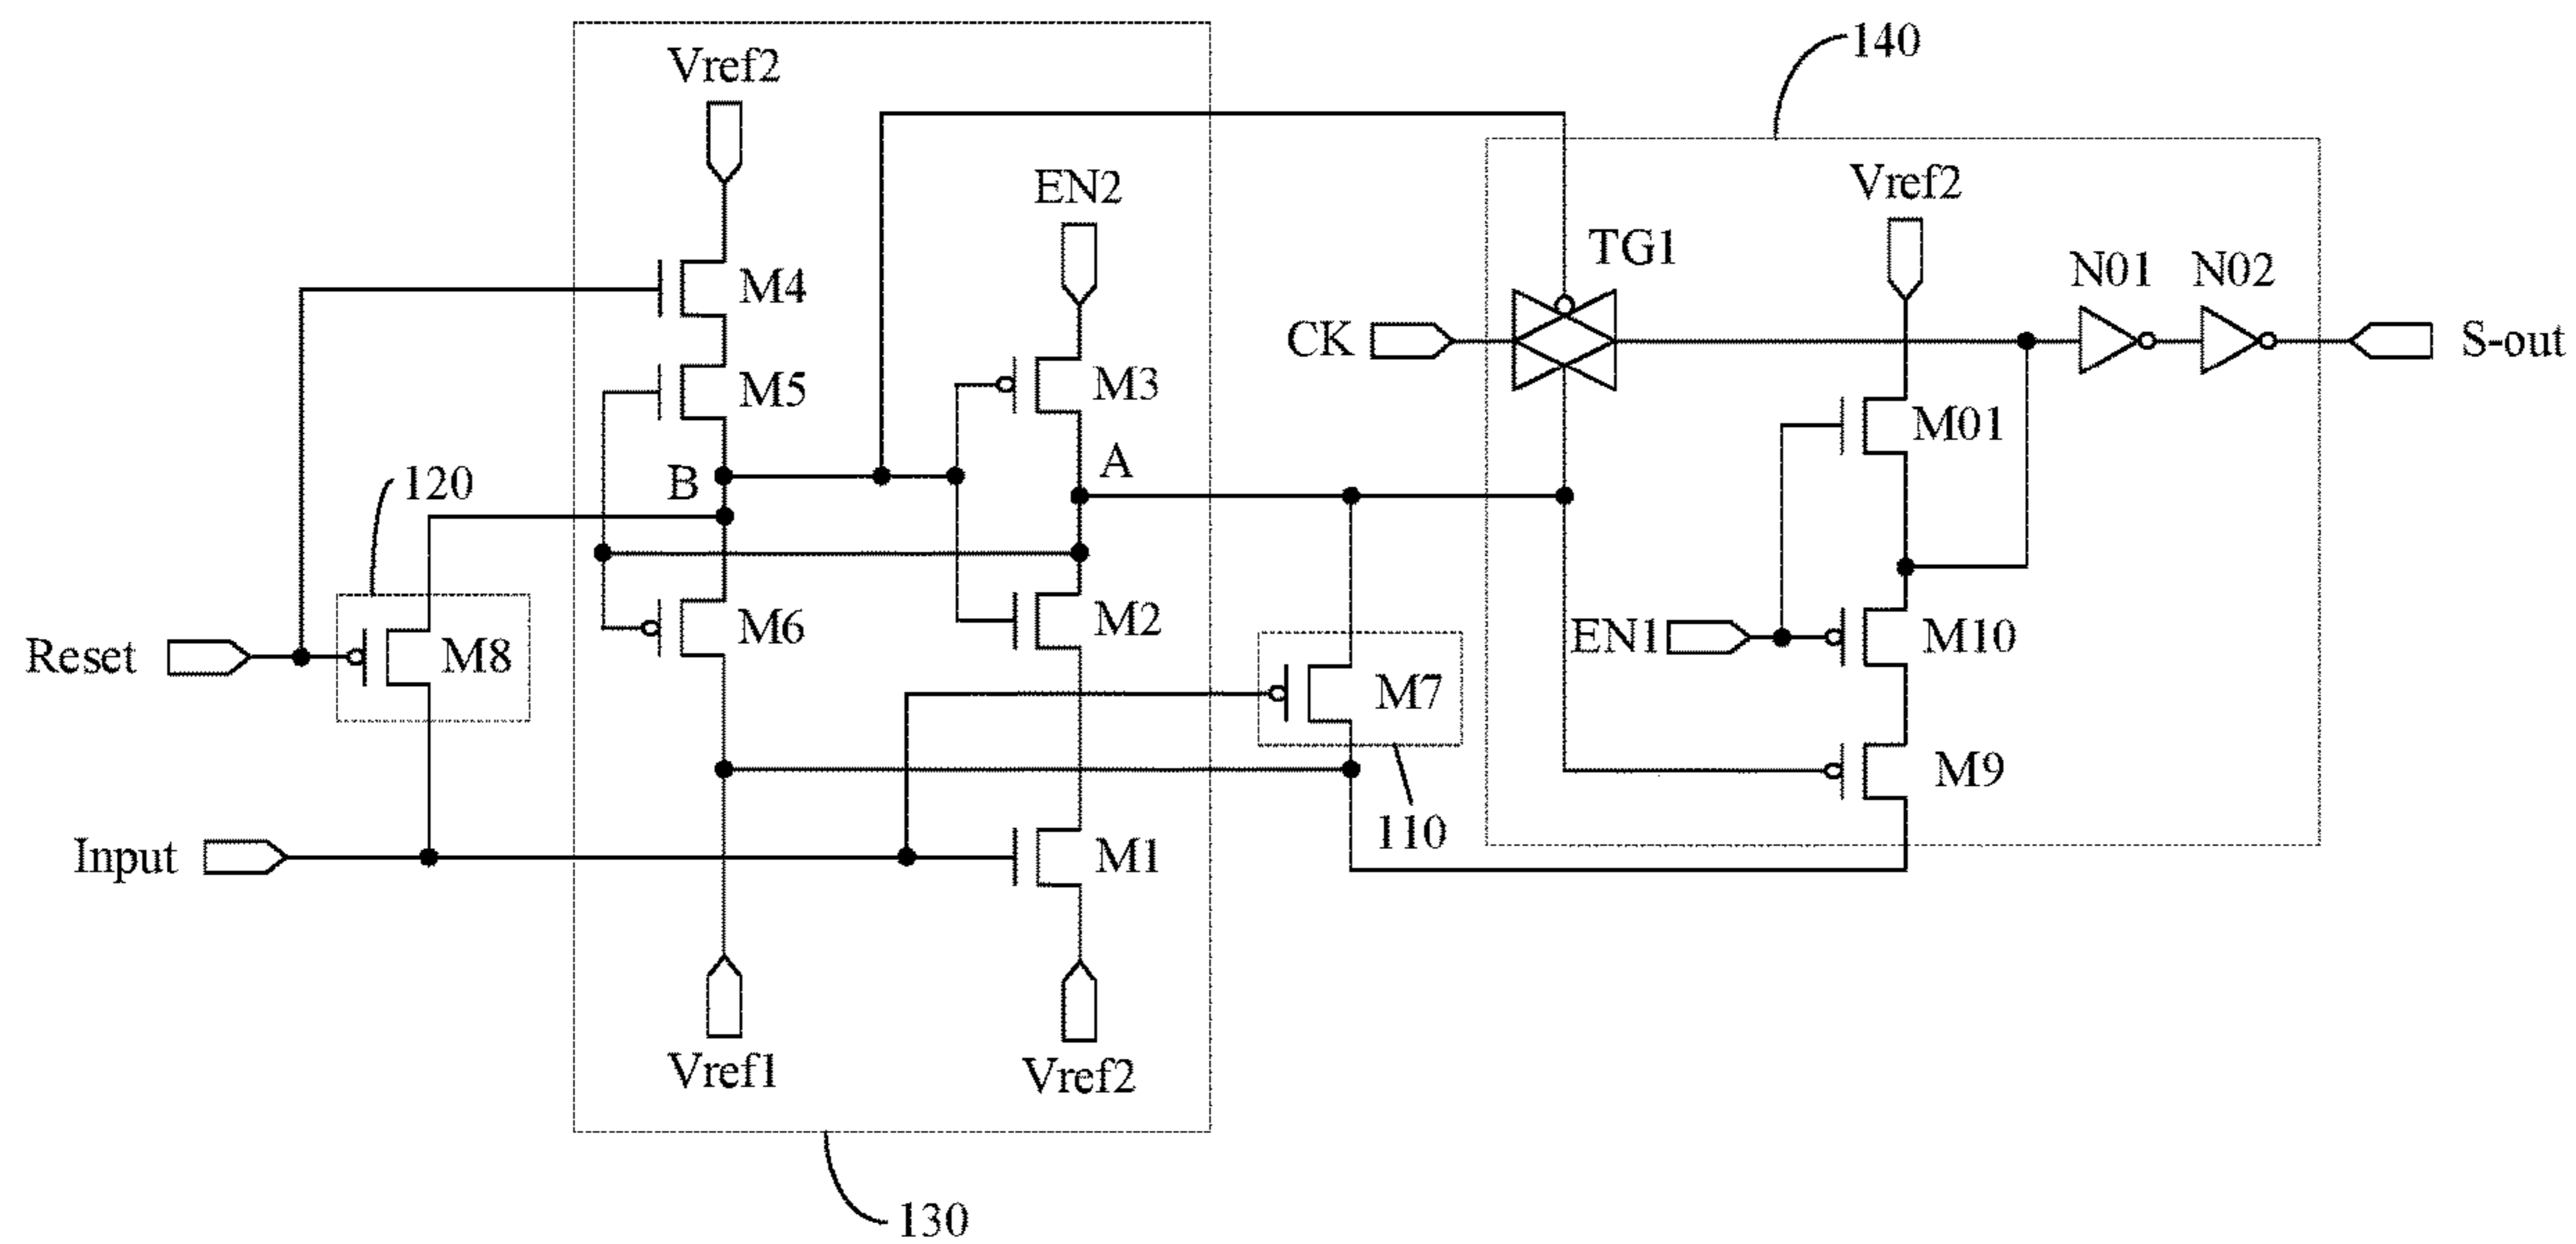 140
Vref2
EN2
Vref2
TG1
N01
N02
M4
CK
S-out
M5
M3
M01
B
A
120
M6
M2
EN1
M10
Reset
M8
M7
M9
110
Input
M1
Vref1
Vref2
130